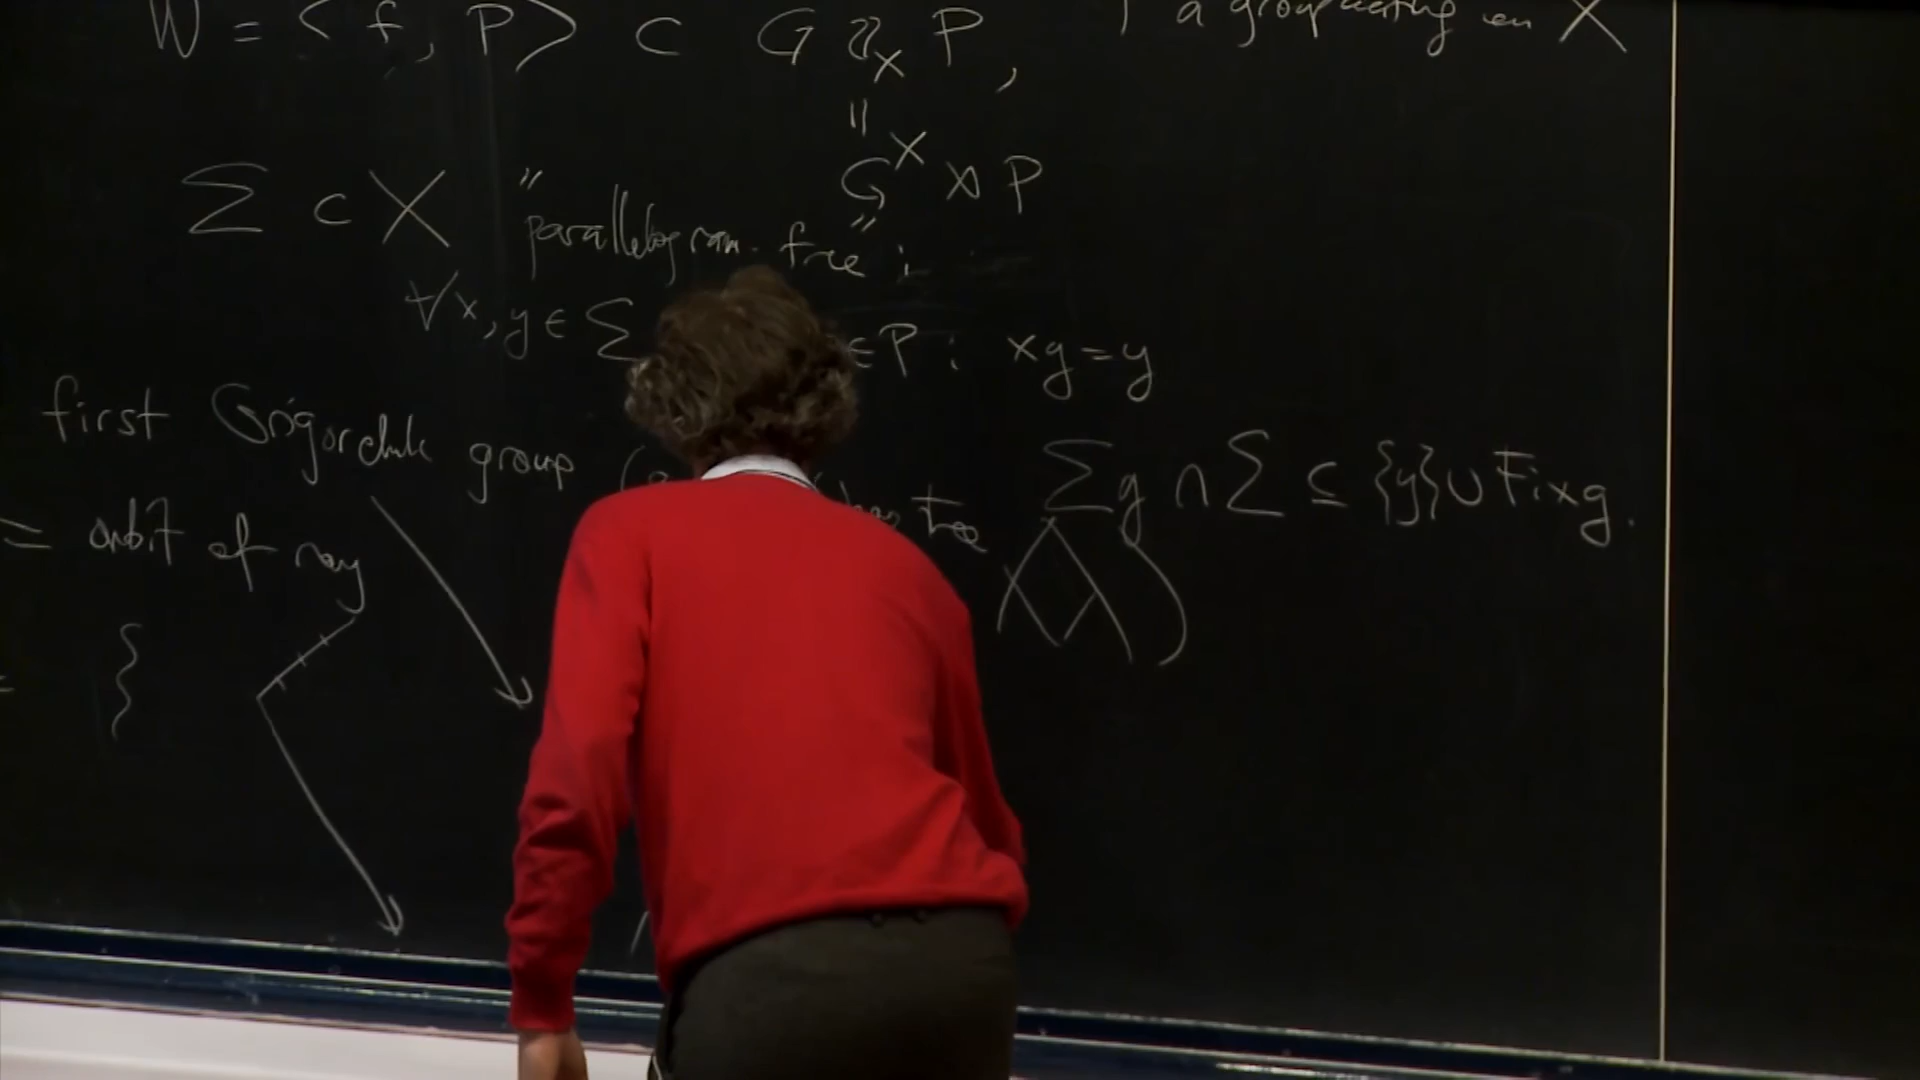 W = < f, P > ⊂ G ≀_X P, P a group acting on X
||
Σ ⊂ X "parallelogram-free": G^X ⋊ P
∀ x, y ∈ Σ ∈ P : xg = y
first Grigorchuk group ( Σg ∩ Σ ⊆ {y} ∪ Fix g.
= orbit of ray
= {